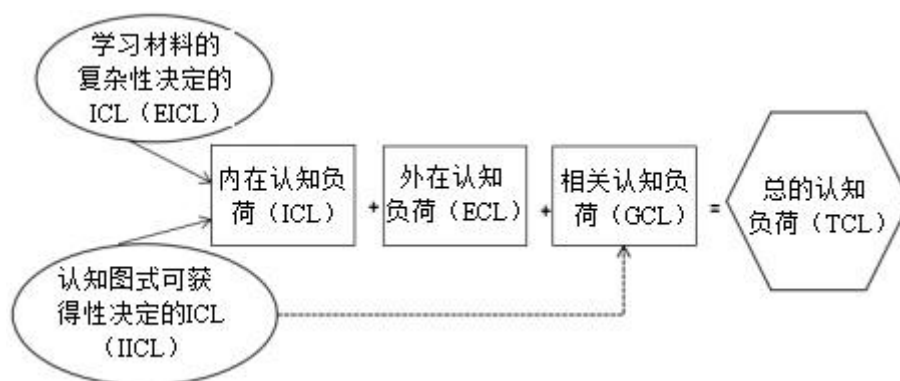 学习材料的
复杂性决定的
ICL（EICL）
内在认知负
荷（ICL）
+
外在认知
负荷（ECL）
+
相关认知负
荷（GCL）
=
总的认知
负荷（TCL）
认知图式可获
得性决定的ICL
（IICL）